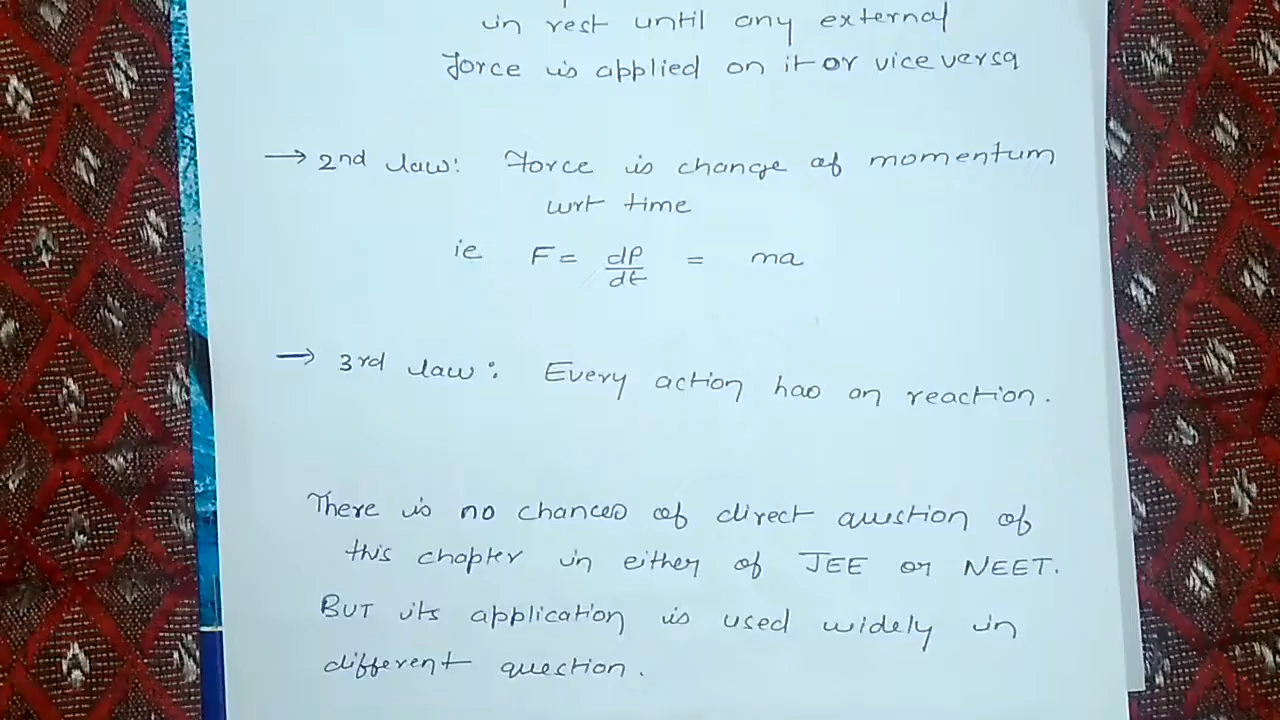 in rest until any external
force is applied on it or vice versa
→ 2nd law: Force is change of momentum
wrt time
ie F = dP/dt = ma
→ 3rd law: Every action has an reaction.
There is no chances of direct question of
this chapter in either of JEE or NEET.
BUT its application is used widely in
different question.